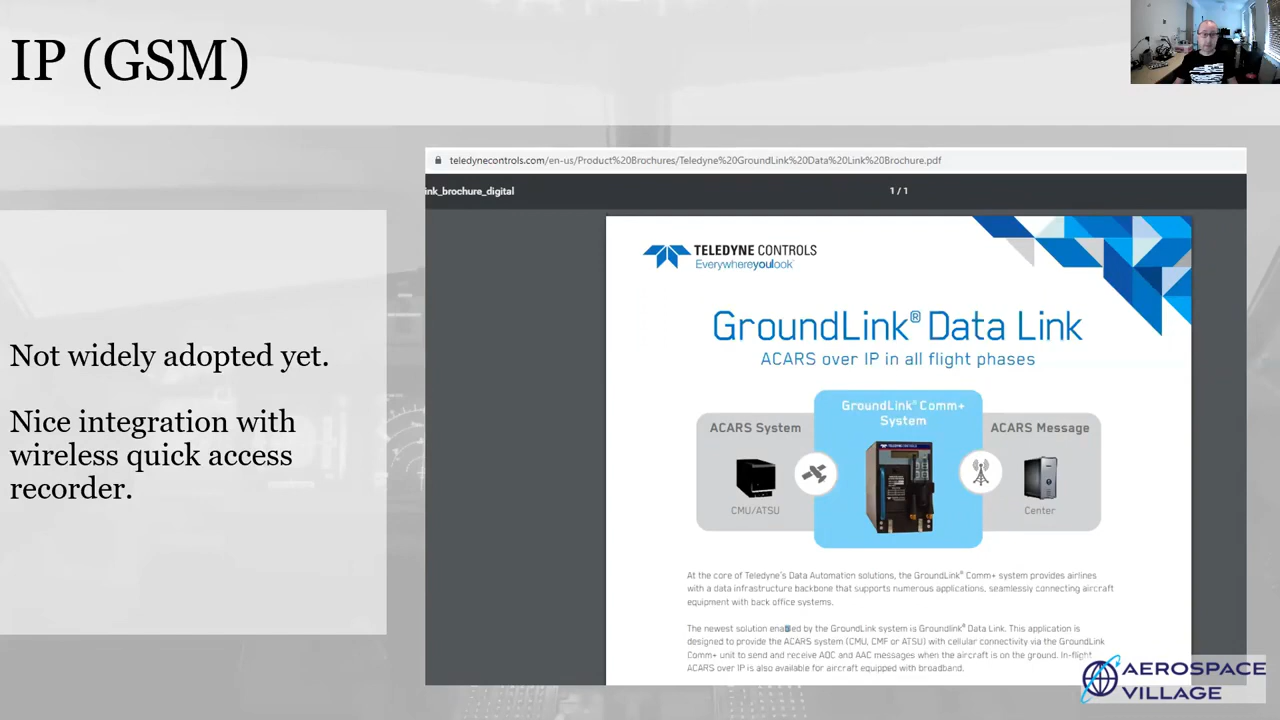 IP (GSM)
teledynecontrols.com/en-us/Product%20Brochures/Teledyne%20GroundLink%20Data%20Link%20Brochure.pdf
ink_brochure_digital
1 / 1
TELEDYNE CONTROLS
Everywhereyoulook
GroundLink® Data Link
ACARS over IP in all flight phases
ACARS System
CMU/ATSU
GroundLink® Comm+
System
ACARS Message
Center
At the core of Teledyne's Data Automation solutions, the GroundLink® Comm+ system provides airlines
with a data infrastructure backbone that supports numerous applications, seamlessly connecting aircraft
equipment with back office systems.
The newest solution enabled by the GroundLink system is Groundlink® Data Link. This application is
designed to provide the ACARS system (CMU, CMF or ATSU) with cellular connectivity via the GroundLink
Comm+ unit to send and receive AOC and AAC messages when the aircraft is on the ground. In-flight
ACARS over IP is also available for aircraft equipped with broadband.
Not widely adopted yet.
Nice integration with
wireless quick access
recorder.
AEROSPACE
VILLAGE